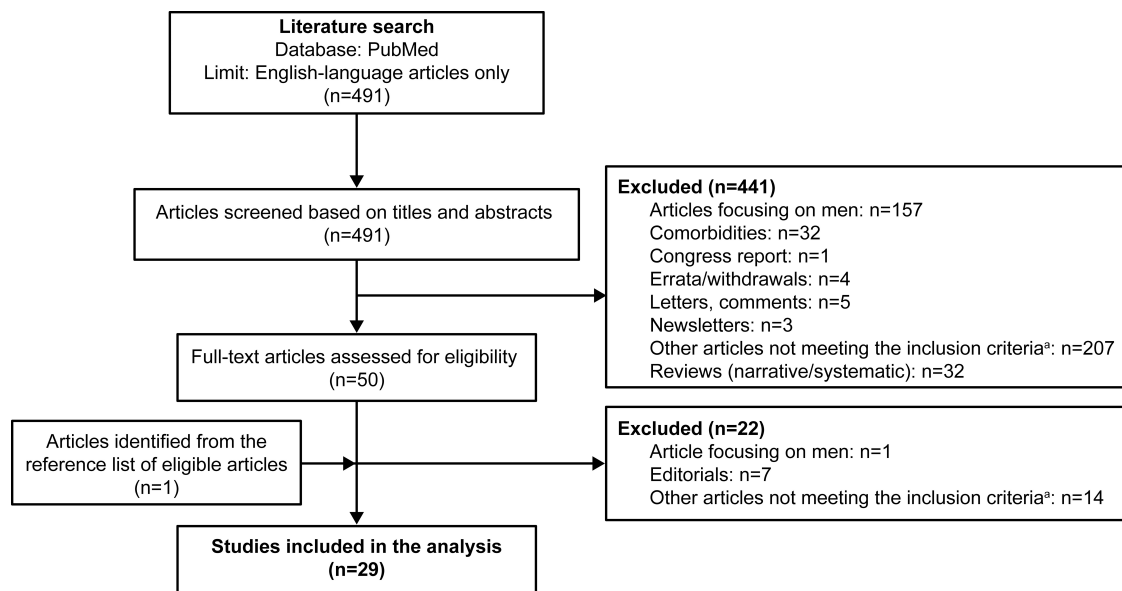 Literature search
Database: PubMed
Limit: English-language articles only
(n=491)
Articles screened based on titles and abstracts
(n=491)
Excluded (n=441)
Articles focusing on men: n=157
Comorbidities: n=32
Congress report: n=1
Errata/withdrawals: n=4
Letters, comments: n=5
Newsletters: n=3
Other articles not meeting the inclusion criteriaᵃ: n=207
Reviews (narrative/systematic): n=32
Full-text articles assessed for eligibility
(n=50)
Articles identified from the
reference list of eligible articles
(n=1)
Excluded (n=22)
Article focusing on men: n=1
Editorials: n=7
Other articles not meeting the inclusion criteriaᵃ: n=14
Studies included in the analysis
(n=29)